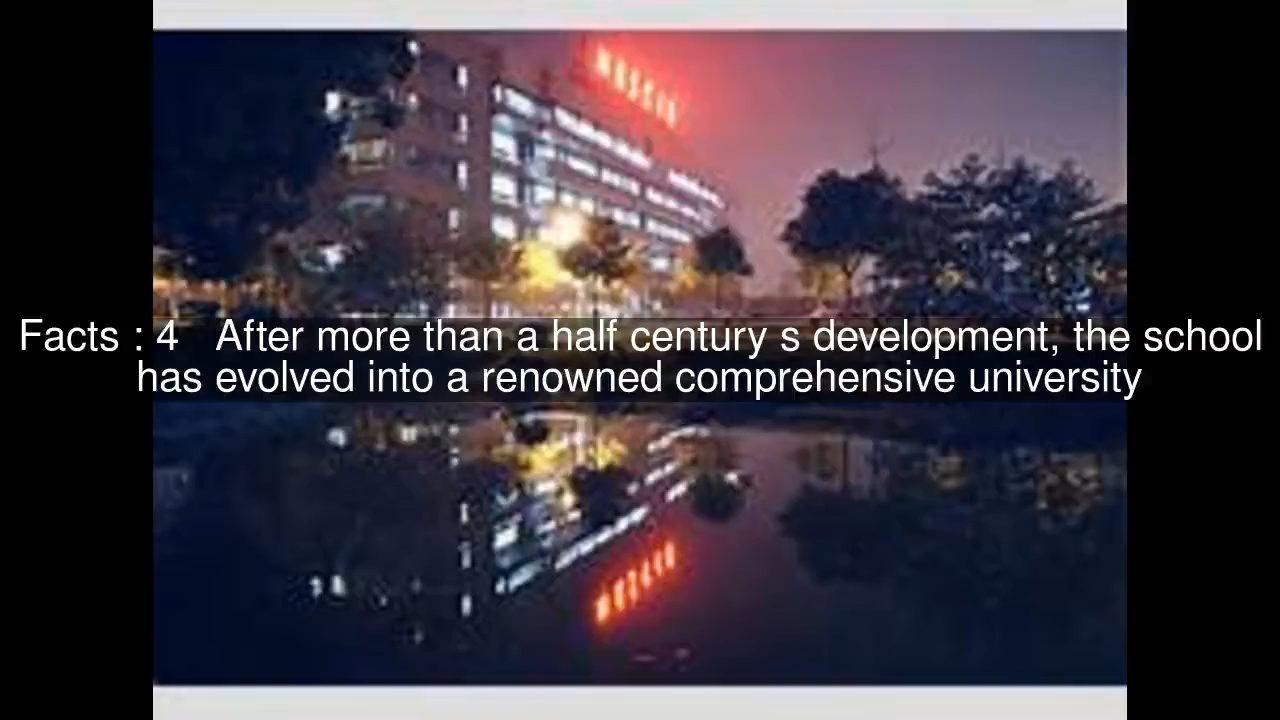 Facts : 4 After more than a half century s development, the school
has evolved into a renowned comprehensive university